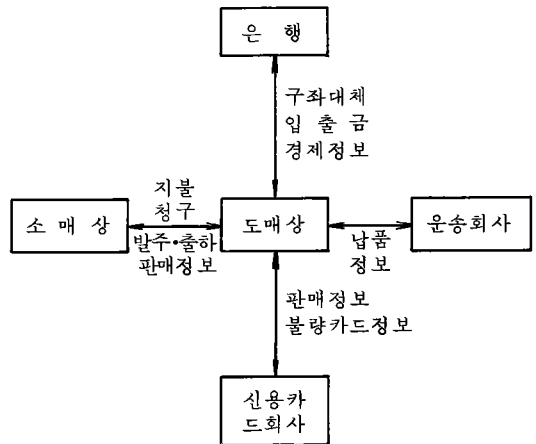 은 행
구좌대체
입 출 금
경제정보
지불
청구
소 매 상
도매상
운송회사
발주•출하
판매정보
납품
정보
판매정보
불량카드정보
신용카
드회사